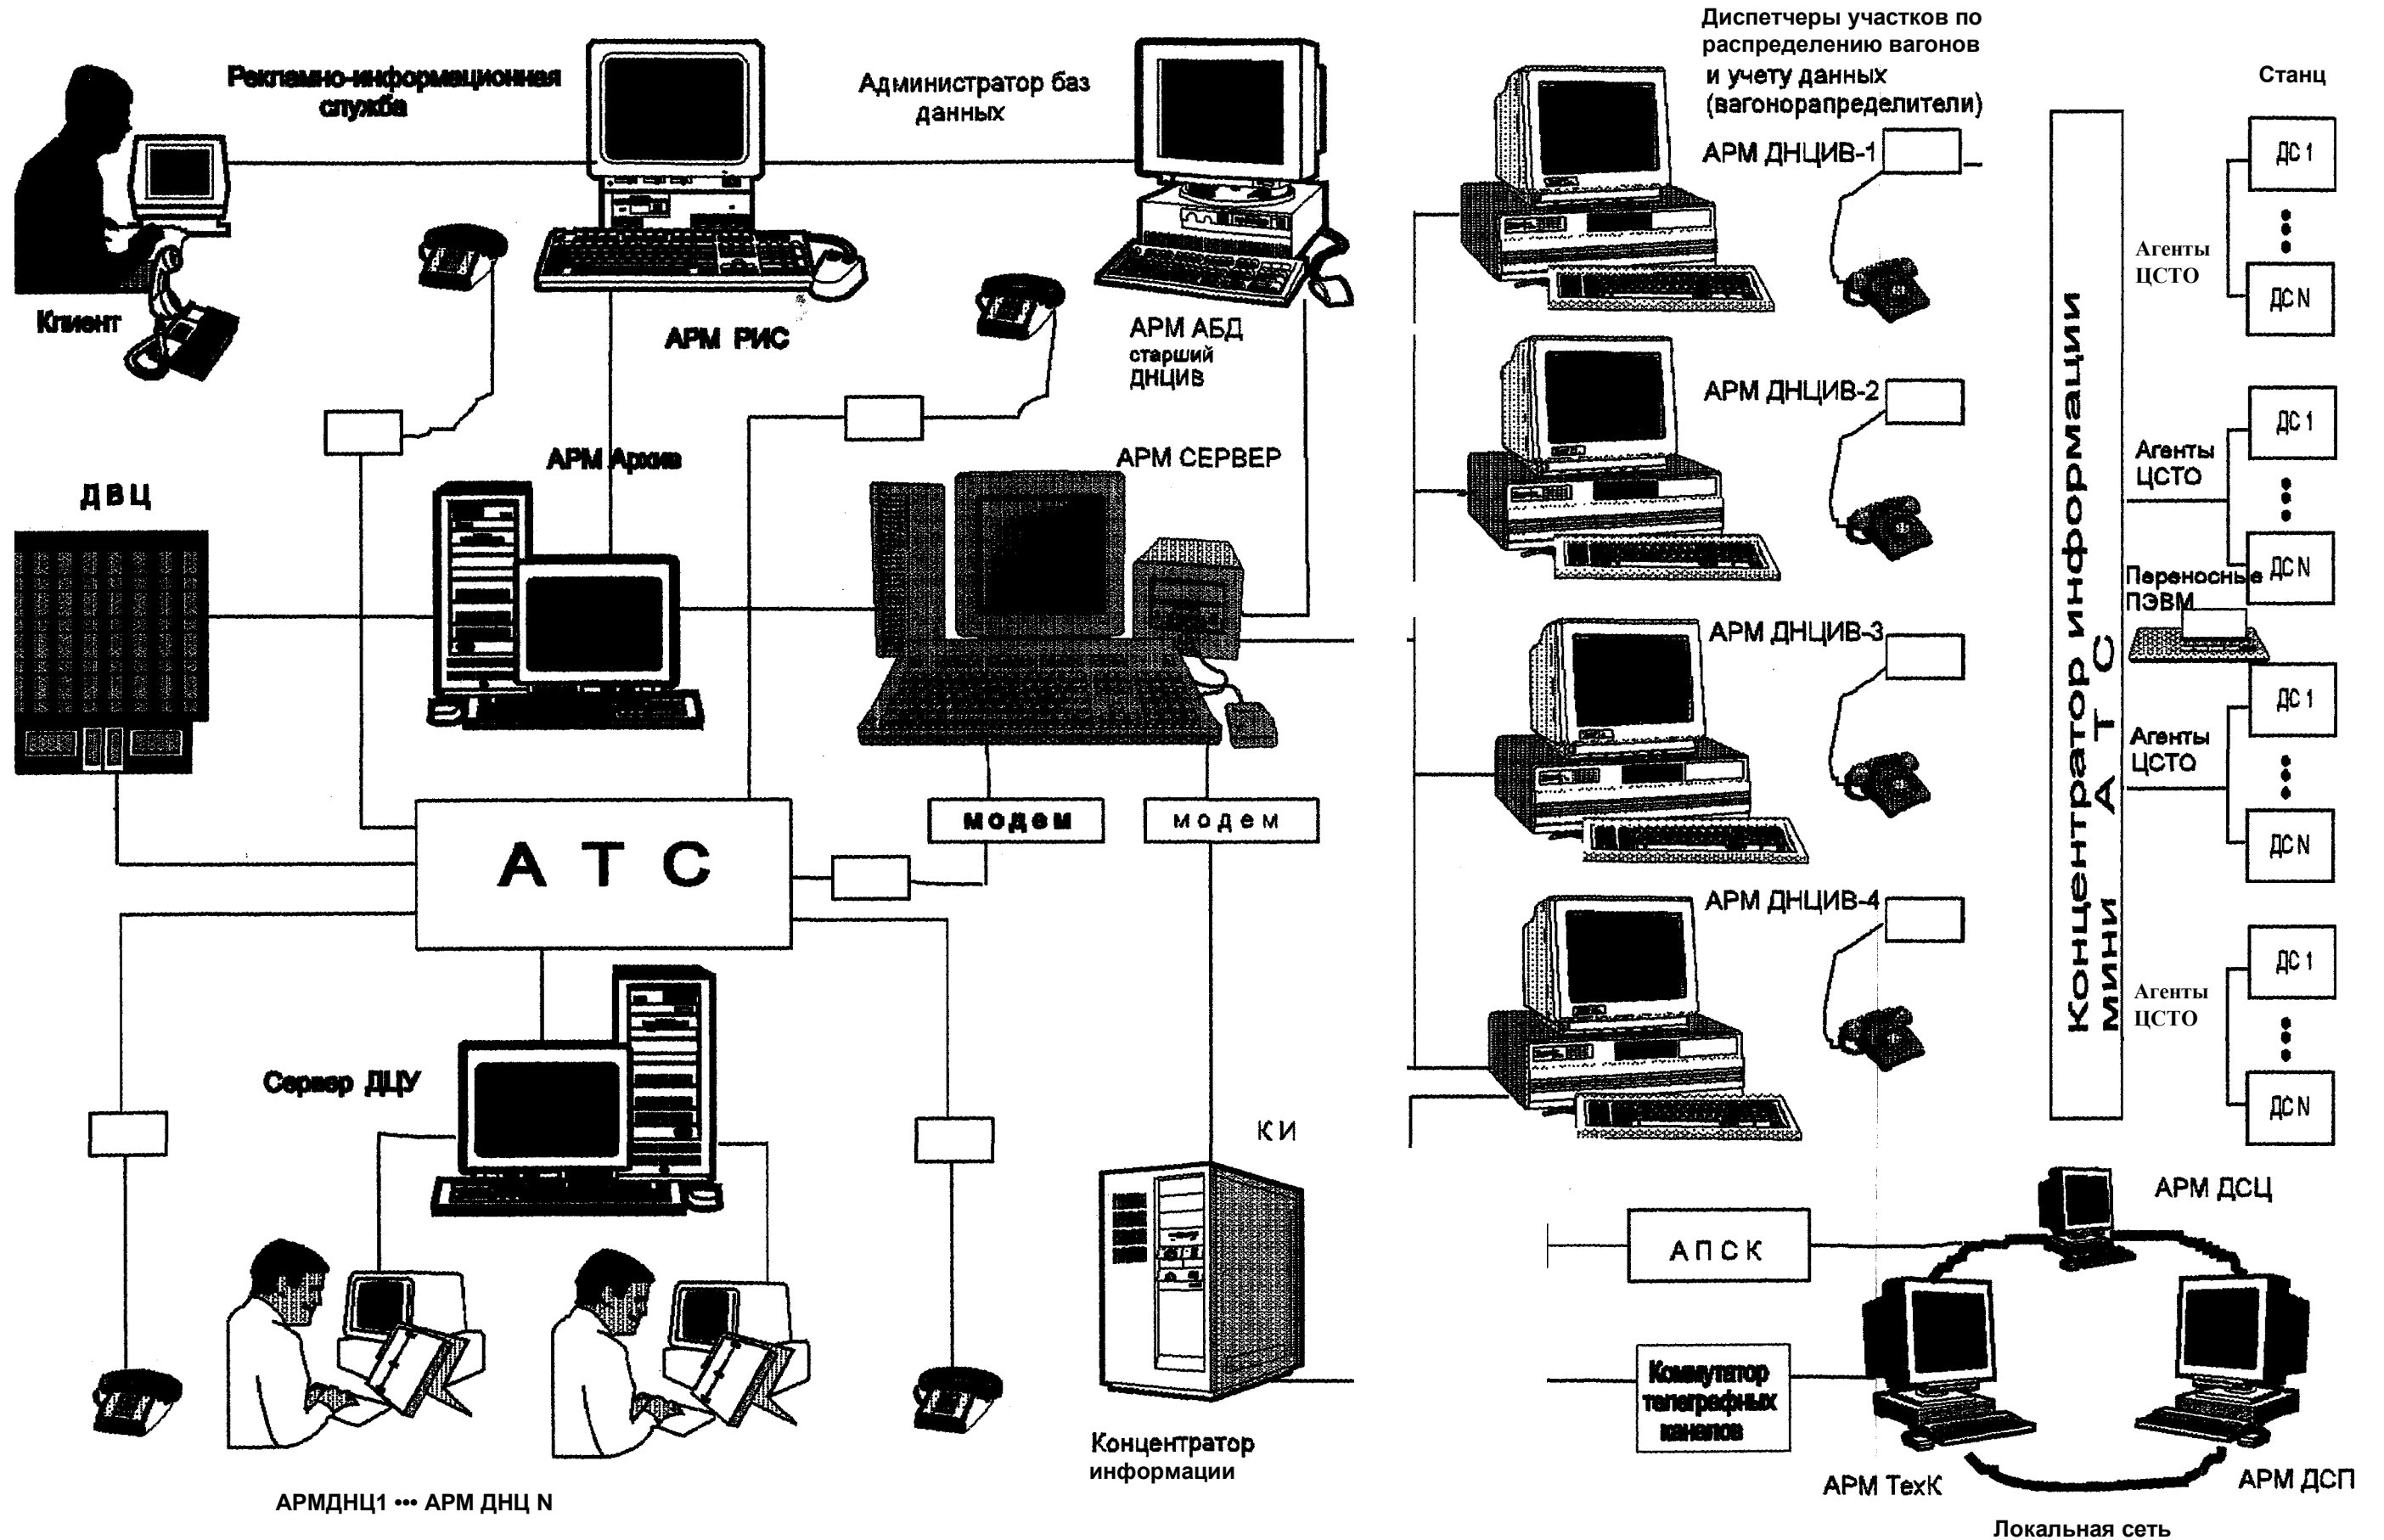 Рекламно-информационная
служба
Администратор баз
данных
Клиент
АРМ РИС
АРМ АБД
старший
ДНЦИВ
АРМ Архив
АРМ СЕРВЕР
ДВЦ
модем
модем
АТС
Сервер ДЦУ
КИ
Концентратор
информации
АРМДНЦ1 ••• АРМ ДНЦ N
Диспетчеры участков по
распределению вагонов
и учету данных
(вагонорапределители)
АРМ ДНЦИВ-1
АРМ ДНЦИВ-2
АРМ ДНЦИВ-3
АРМ ДНЦИВ-4
Концентратор информации
мини АТС
Станц
Агенты
ЦСТО
ДС 1
ДС N
Агенты
ЦСТО
ДС 1
ДС N
Переносные
ПЭВМ
Агенты
ЦСТО
ДС 1
ДС N
Агенты
ЦСТО
ДС 1
ДС N
АПСК
АРМ ДСЦ
Коммутатор
телеграфных
каналов
АРМ ТехК
АРМ ДСП
Локальная сеть